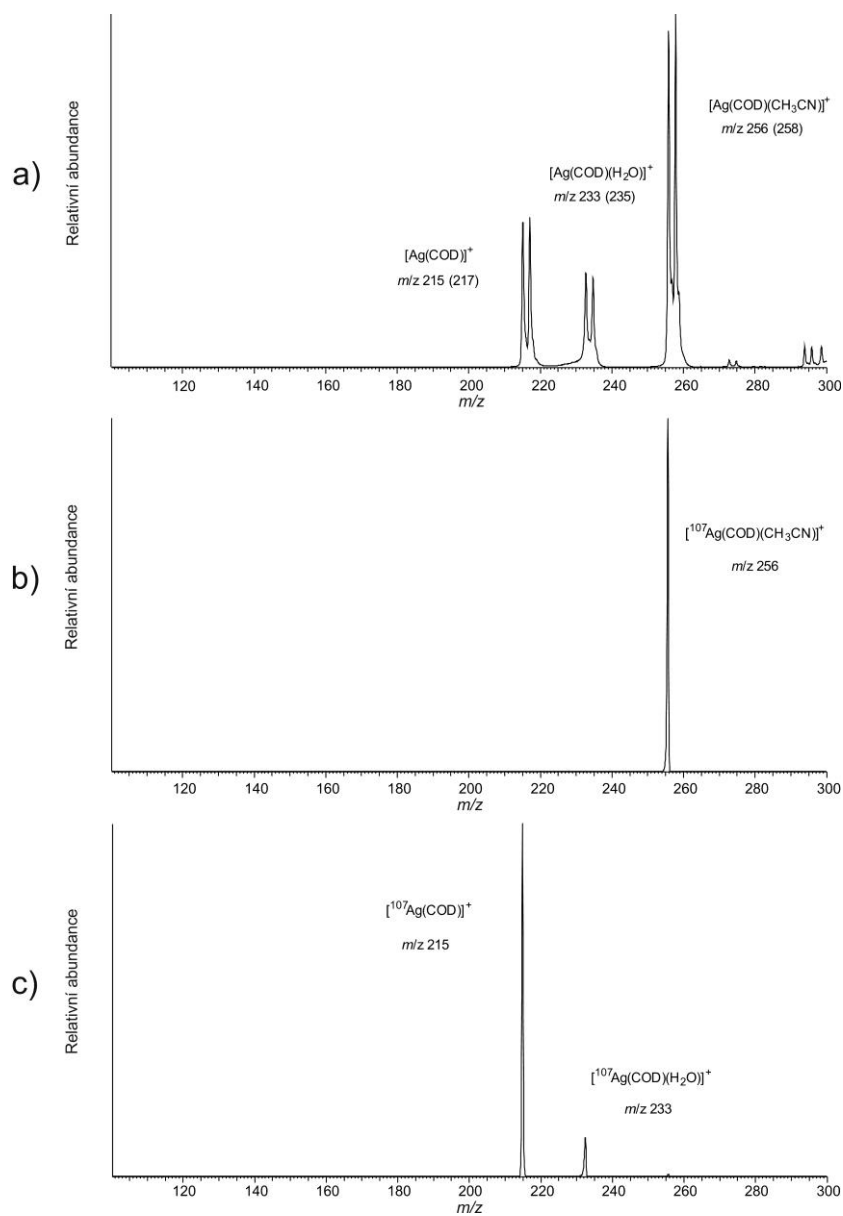 a)
Relativní abundance
[Ag(COD)(CH₃CN)]⁺
m/z 256 (258)
[Ag(COD)(H₂O)]⁺
m/z 233 (235)
[Ag(COD)]⁺
m/z 215 (217)
120 140 160 180 200 220 240 260 280 300
m/z
b)
Relativní abundance
[¹⁰⁷Ag(COD)(CH₃CN)]⁺
m/z 256
120 140 160 180 200 220 240 260 280 300
m/z
c)
Relativní abundance
[¹⁰⁷Ag(COD)]⁺
m/z 215
[¹⁰⁷Ag(COD)(H₂O)]⁺
m/z 233
120 140 160 180 200 220 240 260 280 300
m/z